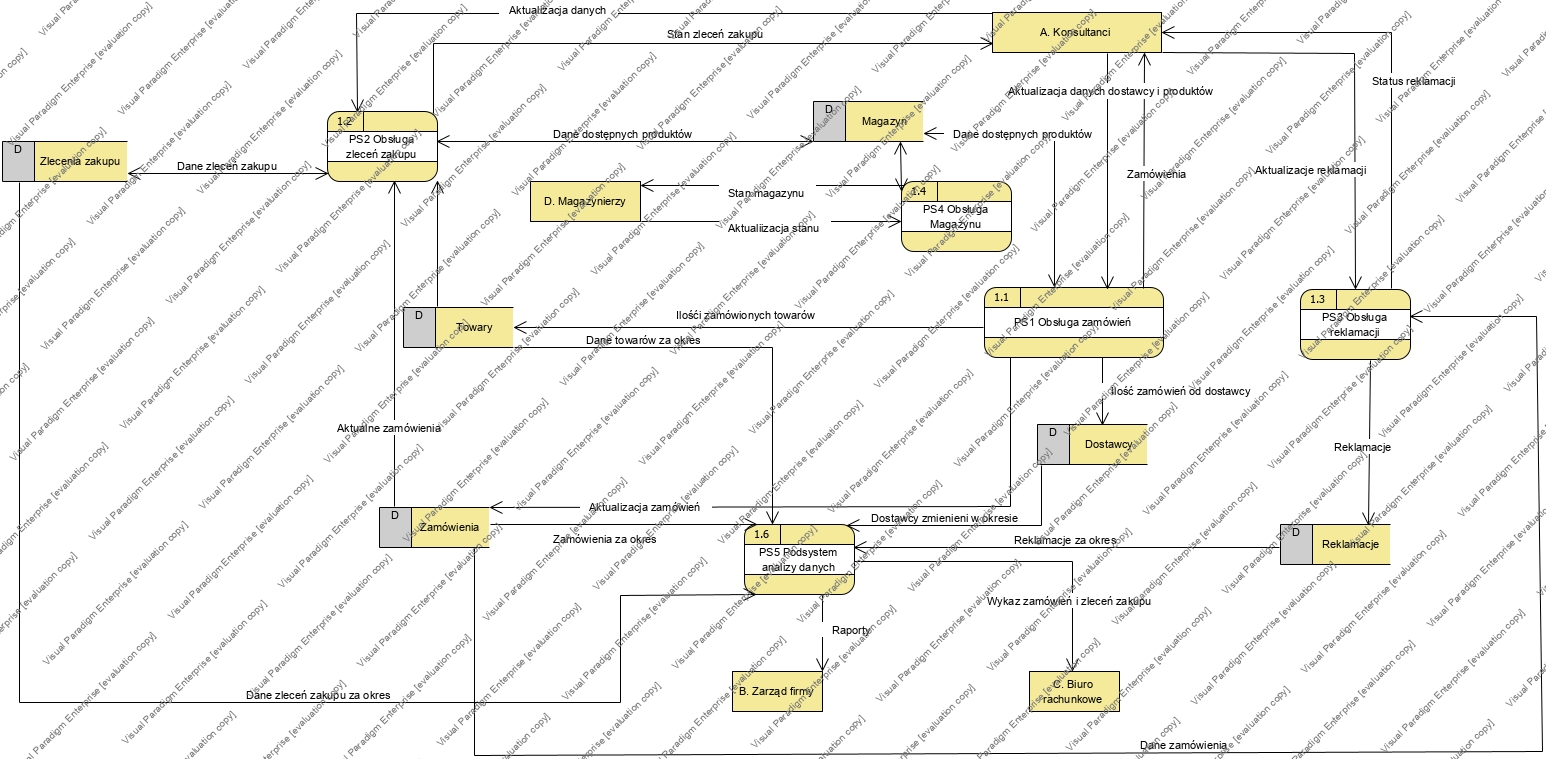 Aktualizacja danych
A. Konsultanci
Stan zleceń zakupu
Status reklamacji
Aktualizacja danych dostawcy i produktów
D
Magazyn
1.2
PS2 Obsługa
zleceń zakupu
Dane dostępnych produktów
Dane dostępnych produktów
D
Zlecenia zakupu
Dane zleceń zakupu
Zamówienia
Aktualizacje reklamacji
Stan magazynu
1.4
D. Magazynierzy
PS4 Obsługa
Magazynu
Aktualiizacja stanu
1.1
1.3
D
Towary
Ilości zamówionych towarów
PS1 Obsługa zamówień
PS3 Obsługa
reklamacji
Dane towarów za okres
Ilość zamówień od dostawcy
Aktualne zamówienia
D
Dostawcy
Reklamacje
Aktualizacja zamówień
D
Zamówienia
Dostawcy zmienieni w okresie
Zamówienia za okres
1.6
PS5 Podsystem
analizy danych
Reklamacje za okres
D
Reklamacje
Wykaz zamówień i zleceń zakupu
Raporty
B. Zarząd firmy
C. Biuro
rachunkowe
Dane zleceń zakupu za okres
Dane zamówienia
Visual Paradigm Enterprise [evaluation copy]